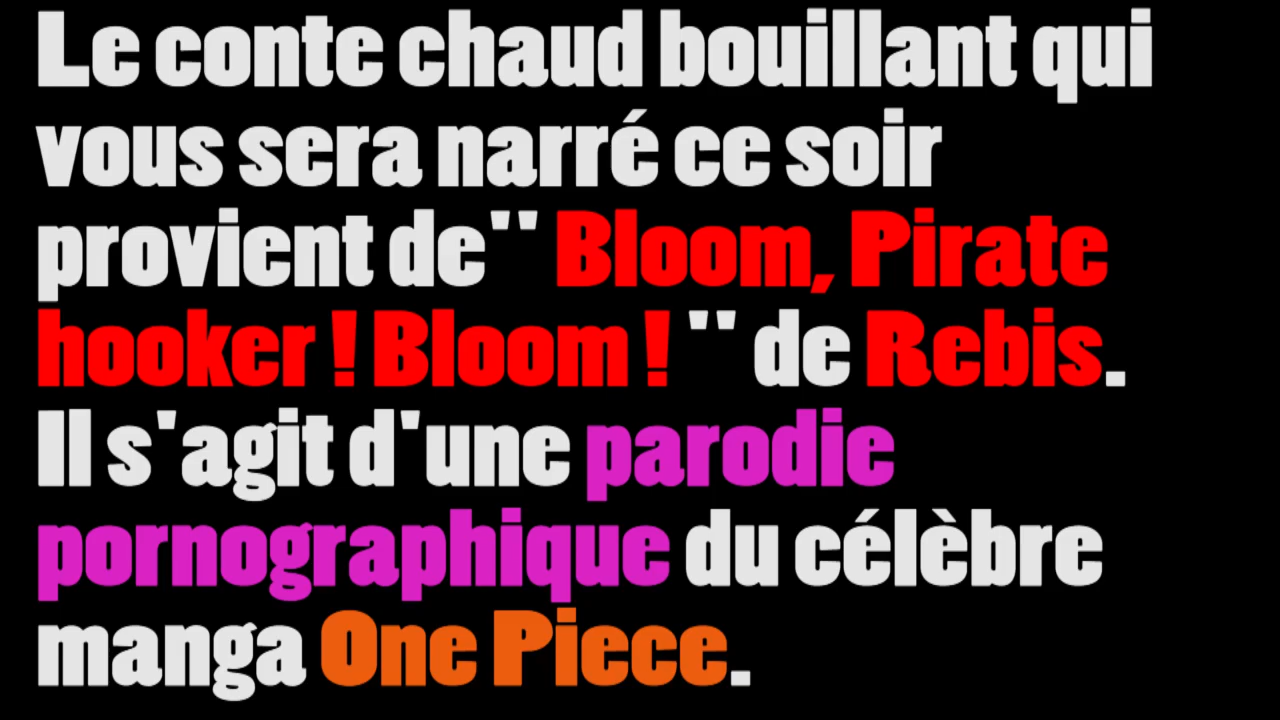 Le conte chaud bouillant qui
vous sera narré ce soir
provient de" Bloom, Pirate
hooker ! Bloom ! " de Rebis.
Il s'agit d'une parodie
pornographique du célèbre
manga One Piece.